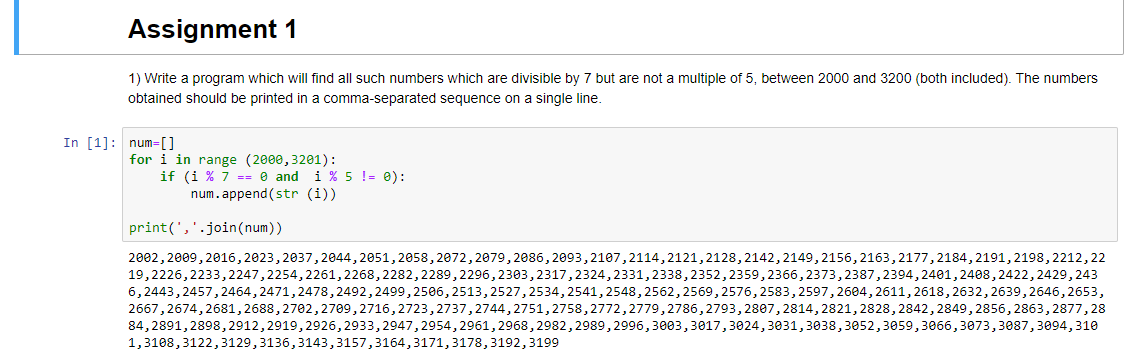 Assignment 1
1) Write a program which will find all such numbers which are divisible by 7 but are not a multiple of 5, between 2000 and 3200 (both included). The numbers
obtained should be printed in a comma-separated sequence on a single line.
In [1]: num=[]
for i in range (2000,3201):
    if (i % 7 == 0 and  i % 5 != 0):
        num.append(str (i))
print(','.join(num))
2002,2009,2016,2023,2037,2044,2051,2058,2072,2079,2086,2093,2107,2114,2121,2128,2142,2149,2156,2163,2177,2184,2191,2198,2212,22
19,2226,2233,2247,2254,2261,2268,2282,2289,2296,2303,2317,2324,2331,2338,2352,2359,2366,2373,2387,2394,2401,2408,2422,2429,243
6,2443,2457,2464,2471,2478,2492,2499,2506,2513,2527,2534,2541,2548,2562,2569,2576,2583,2597,2604,2611,2618,2632,2639,2646,2653,
2667,2674,2681,2688,2702,2709,2716,2723,2737,2744,2751,2758,2772,2779,2786,2793,2807,2814,2821,2828,2842,2849,2856,2863,2877,28
84,2891,2898,2912,2919,2926,2933,2947,2954,2961,2968,2982,2989,2996,3003,3017,3024,3031,3038,3052,3059,3066,3073,3087,3094,310
1,3108,3122,3129,3136,3143,3157,3164,3171,3178,3192,3199